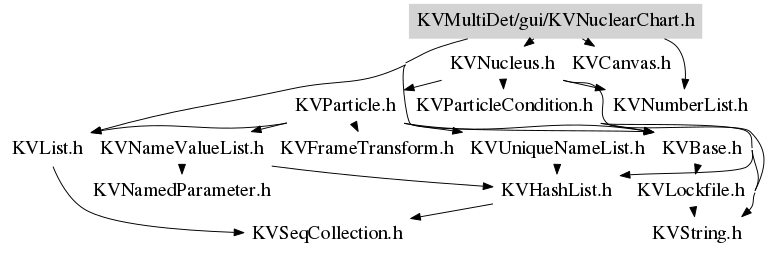 KVMultiDet/gui/KVNuclearChart.h
KVNucleus.h KVCanvas.h
KVParticle.h KVParticleCondition.h KVNumberList.h
KVList.h KVNameValueList.h KVFrameTransform.h KVUniqueNameList.h KVBase.h
KVNamedParameter.h KVHashList.h KVLockfile.h
KVSeqCollection.h KVString.h